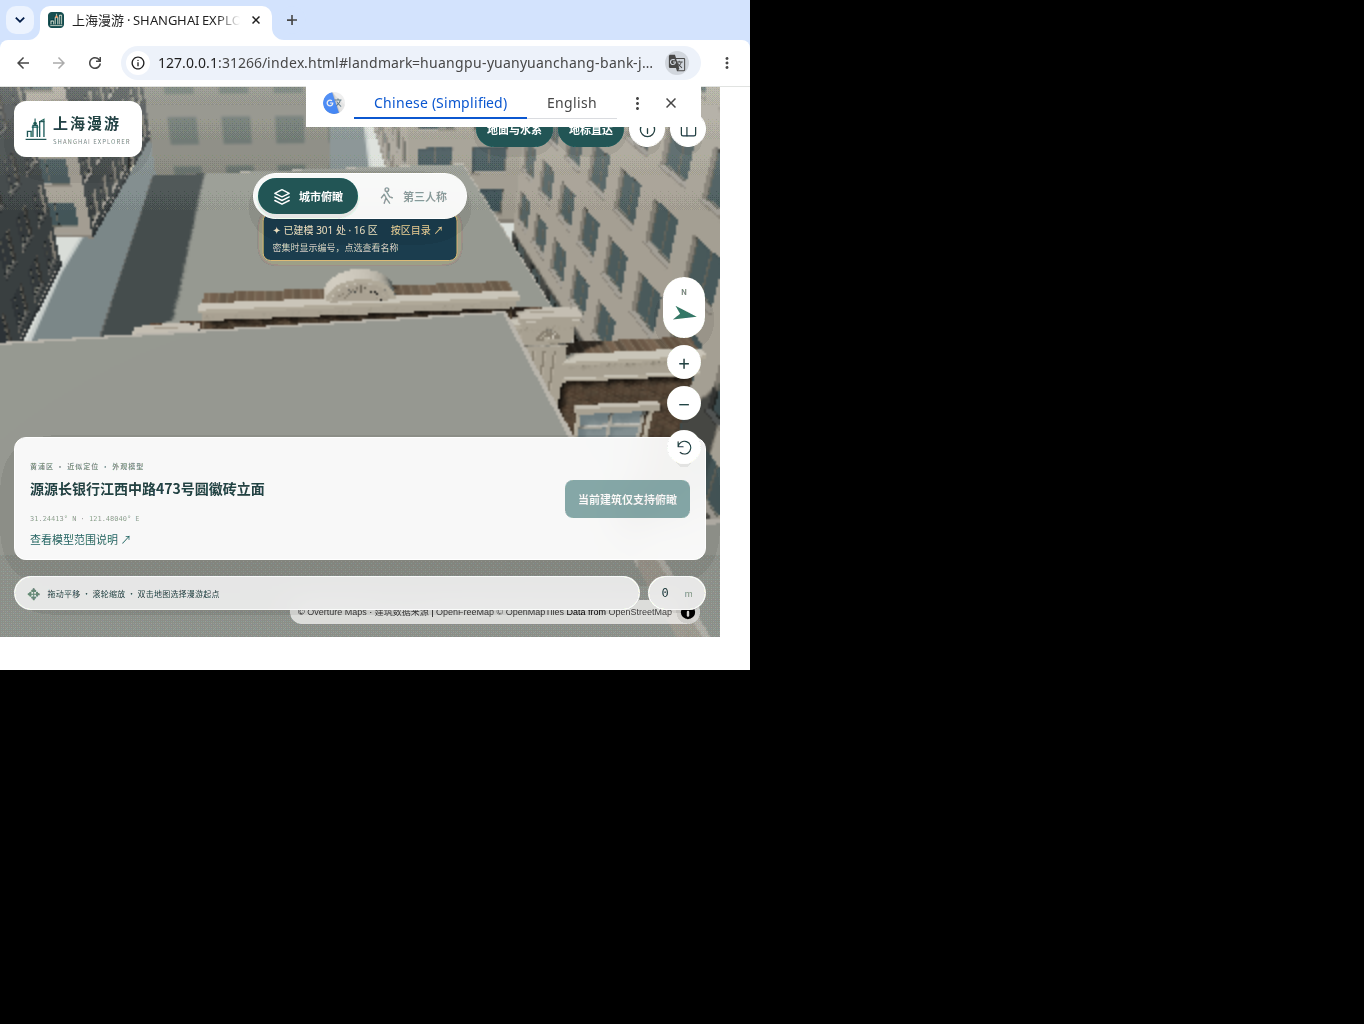 上海漫游 · SHANGHAI EXPLO
127.0.0.1:31266/index.html#landmark=huangpu-yuanyuanchang-bank-j...
Chinese (Simplified)
English
上海漫游
SHANGHAI EXPLORER
地面与水系
地标直达
城市俯瞰
第三人称
✦ 已建模 301 处 · 16 区 按区目录 ↗
密集时显示编号，点选查看名称
N
+
−
黄浦区 · 近似定位 · 外观模型
源源长银行江西中路473号圆徽砖立面
当前建筑仅支持俯瞰
31.24413° N · 121.48040° E
查看模型范围说明 ↗
拖动平移 · 滚轮缩放 · 双击地图选择漫游起点
0 m
© Overture Maps · 建筑数据来源 | OpenFreeMap © OpenMapTiles Data from OpenStreetMap